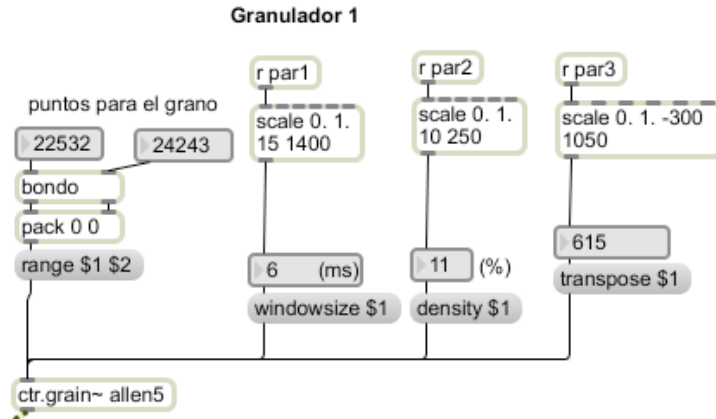 Granulador 1
r par1
r par2
r par3
puntos para el grano
scale 0. 1.
15 1400
scale 0. 1.
10 250
scale 0. 1. -300
1050
22532
24243
bondo
pack 0 0
range $1 $2
6 (ms)
11 (%)
615
windowsize $1
density $1
transpose $1
ctr.grain~ allen5